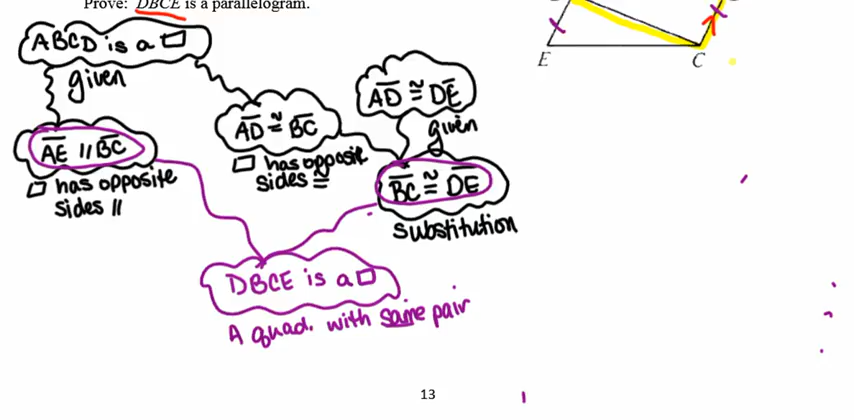 Prove: DBCE is a parallelogram.
ABCD is a ▱
given
AD ≅ DE
given
AD ≅ BC
▱ has opposite
sides ≅
AE // BC
▱ has opposite
sides //
BC ≅ DE
substitution
DBCE is a ▱
A quad. with same pair
E
C
13